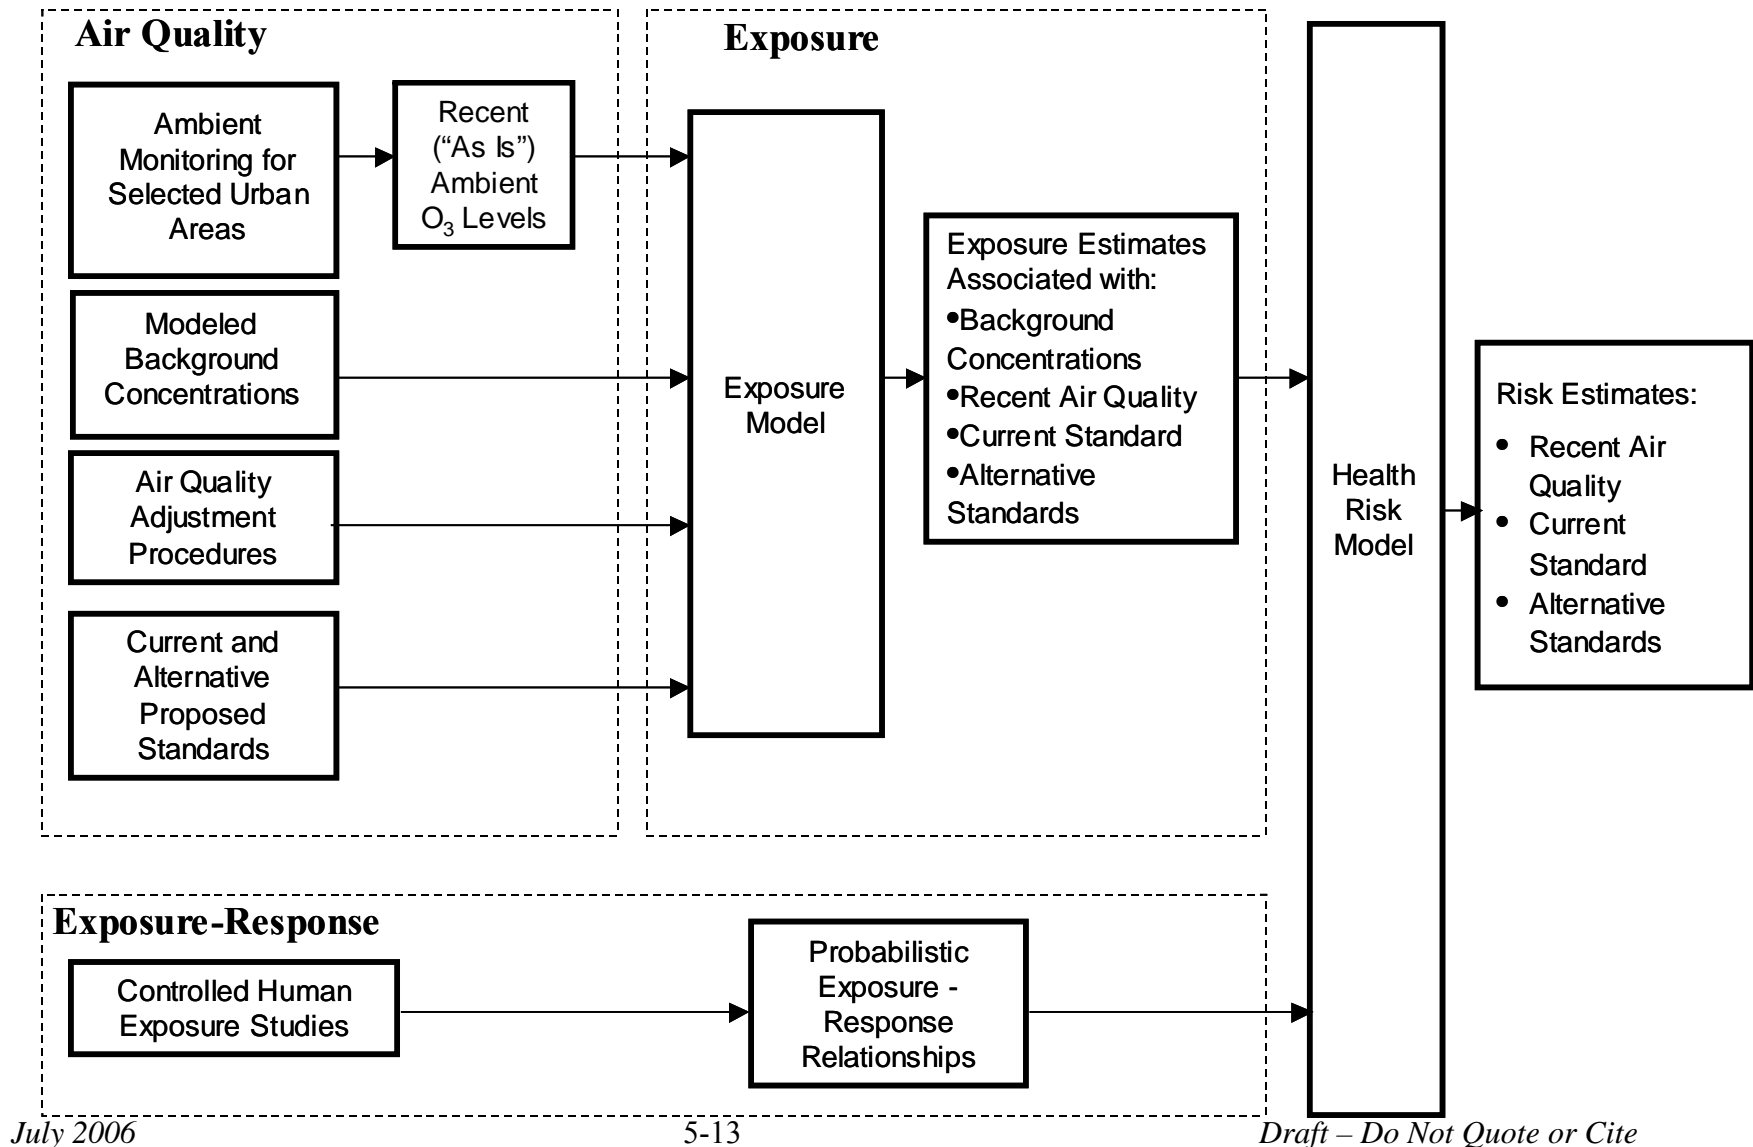 Air Quality
Ambient
Monitoring for
Selected Urban
Areas
Recent
(“As Is”)
Ambient
O3 Levels
Modeled
Background
Concentrations
Air Quality
Adjustment
Procedures
Current and
Alternative
Proposed
Standards
Exposure
Exposure
Model
Exposure Estimates
Associated with:
•Background
Concentrations
•Recent Air Quality
•Current Standard
•Alternative
Standards
Health
Risk
Model
Risk Estimates:
• Recent Air
Quality
• Current
Standard
• Alternative
Standards
Exposure-Response
Controlled Human
Exposure Studies
Probabilistic
Exposure -
Response
Relationships
July 2006 5-13 Draft – Do Not Quote or Cite